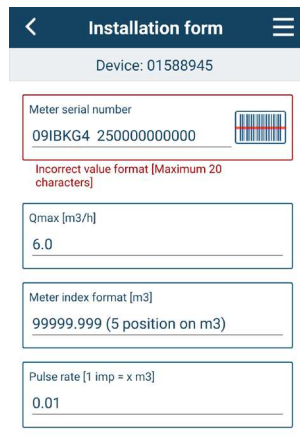 Installation form
Device: 01588945
Meter serial number
09IBKG4  250000000000
Incorrect value format [Maximum 20
characters]
Qmax [m3/h]
6.0
Meter index format [m3]
99999.999 (5 position on m3)
Pulse rate [1 imp = x m3]
0.01